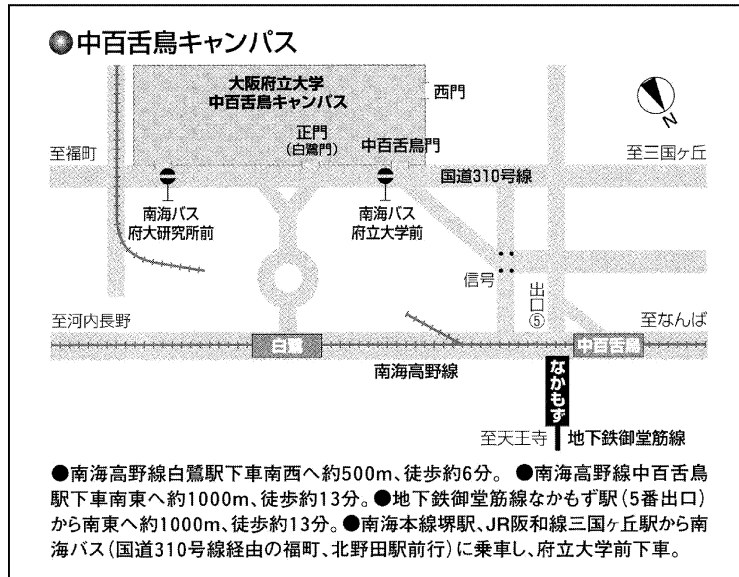 中百舌鳥キャンパス
大阪府立大学
中百舌鳥キャンパス
西門
正門
(白鷺門)
中百舌鳥門
N
至福町
至三国ヶ丘
国道310号線
南海バス
府大研究所前
南海バス
府立大学前
信号
出口⑤
至河内長野
至なんば
白鷺
中百舌鳥
南海高野線
なかもず
至天王寺
地下鉄御堂筋線
●南海高野線白鷺駅下車南西へ約500m、徒歩約6分。 ●南海高野線中百舌鳥
駅下車南東へ約1000m、徒歩約13分。●地下鉄御堂筋線なかもず駅(5番出口)
から南東へ約1000m、徒歩約13分。●南海本線堺駅、JR阪和線三国ヶ丘駅から南
海バス(国道310号線経由の福町、北野田駅前行)に乗車し、府立大学前下車。